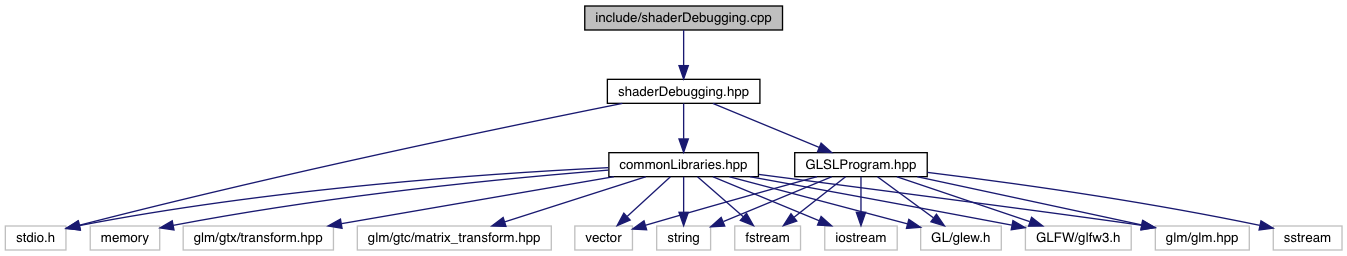 include/shaderDebugging.cpp
shaderDebugging.hpp
commonLibraries.hpp
GLSLProgram.hpp
stdio.h
memory
glm/gtx/transform.hpp
glm/gtc/matrix_transform.hpp
vector
string
fstream
iostream
GL/glew.h
GLFW/glfw3.h
glm/glm.hpp
sstream